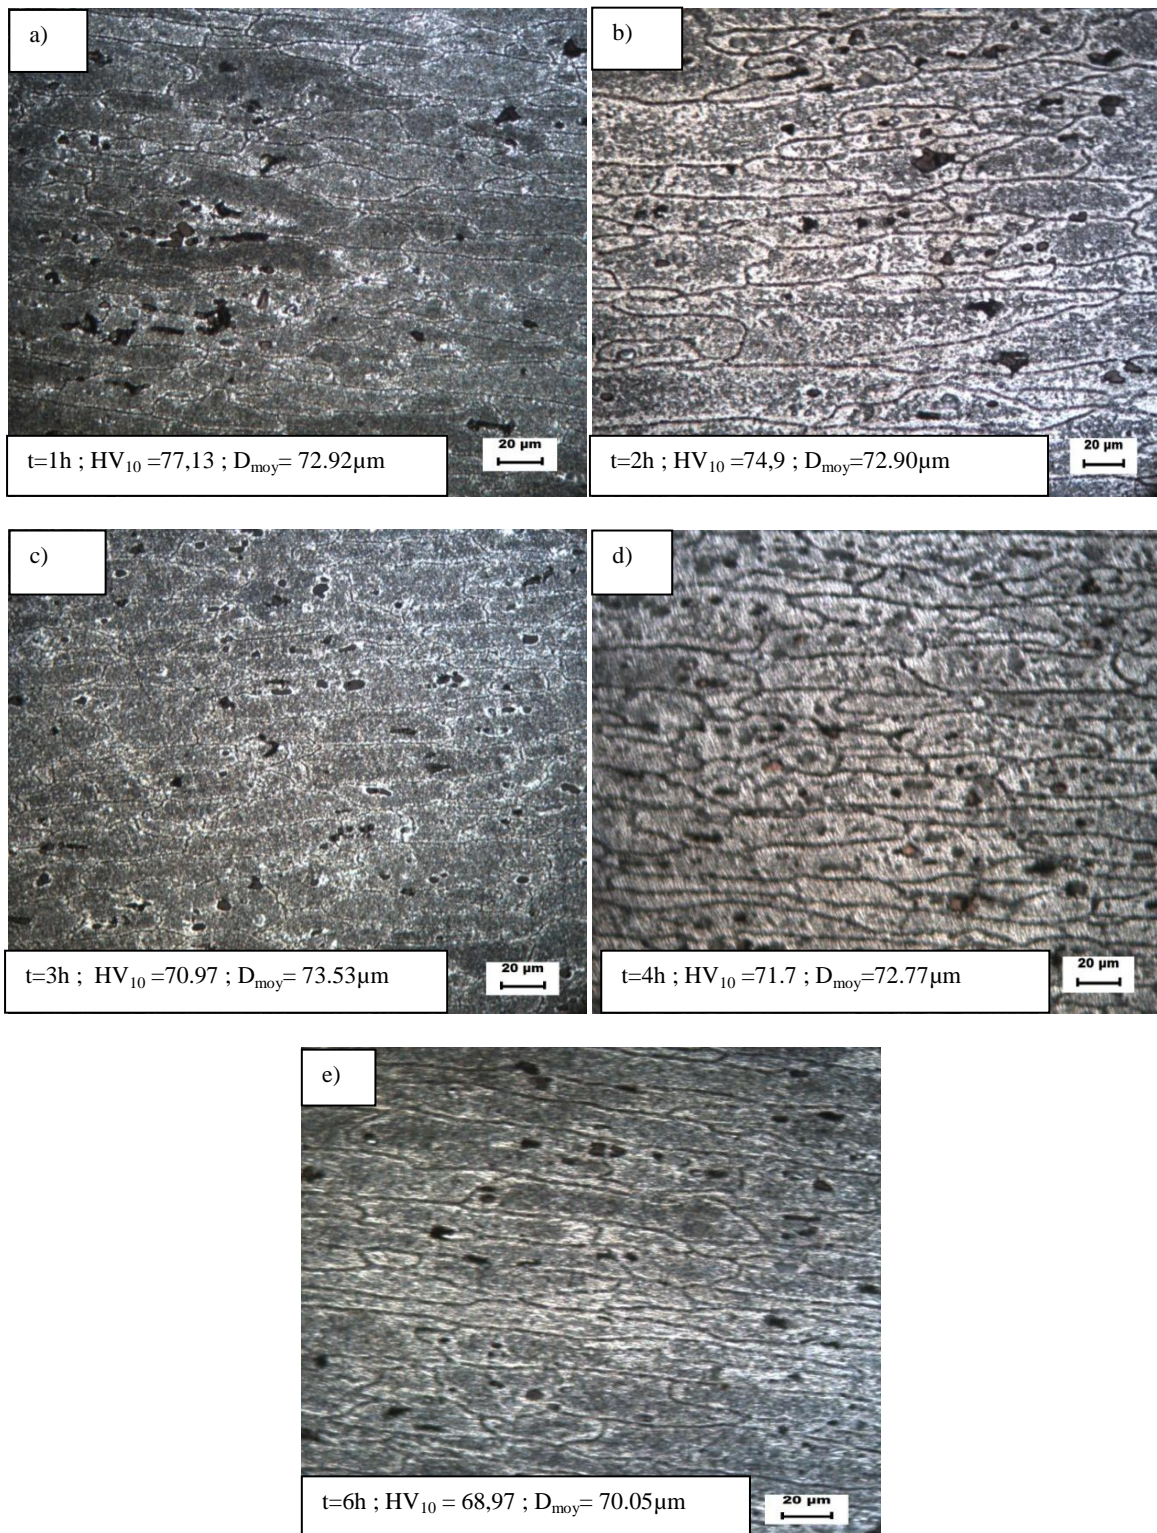 a)
b)
20 µm
20 µm
t=1h ; HV10 =77,13 ; Dmoy= 72.92µm
t=2h ; HV10 =74,9 ; Dmoy=72.90µm
c)
d)
20 µm
20 µm
t=3h ; HV10 =70.97 ; Dmoy= 73.53µm
t=4h ; HV10 =71.7 ; Dmoy=72.77µm
e)
20 µm
t=6h ; HV10 = 68,97 ; Dmoy= 70.05µm